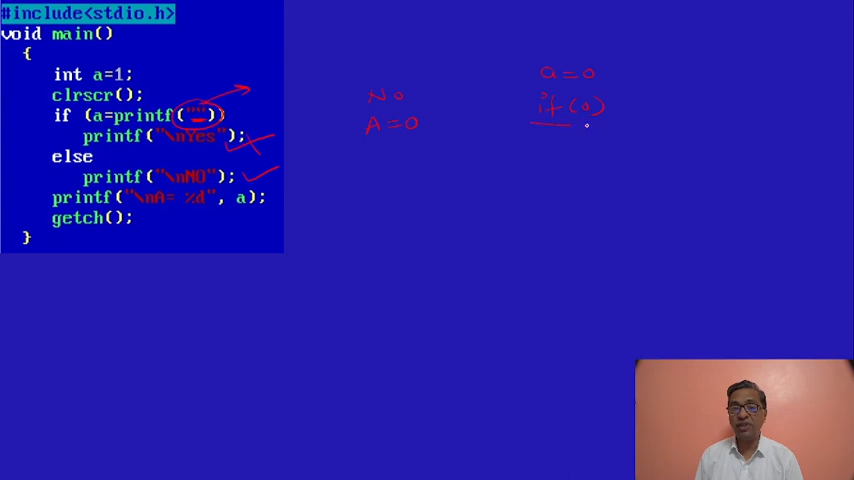 #include<stdio.h>
void main()
{
int a=1;
clrscr();
if (a=printf(""))
printf("\nYes");
else
printf("\nNO");
printf("\nA= %d", a);
getch();
}
No
A=0
a=0
if(0)